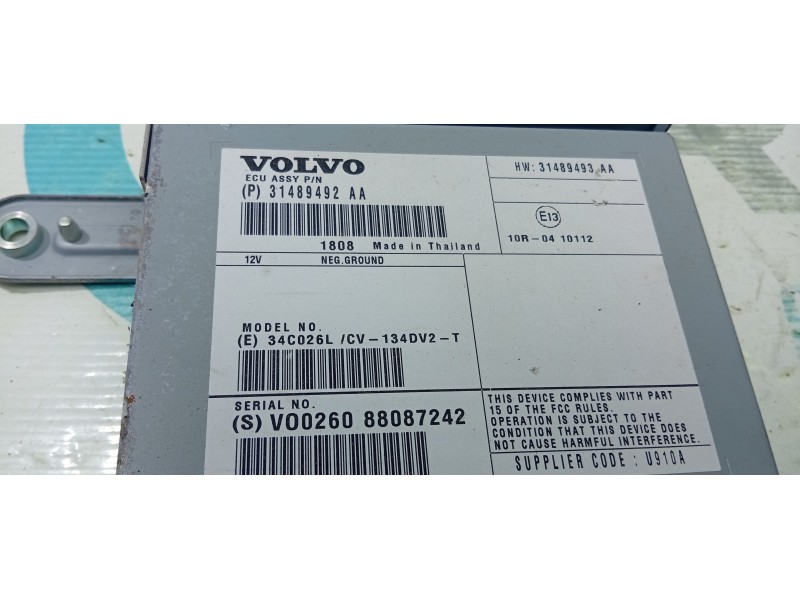 VOLVO
ECU ASSY P/N
(P) 31489492 AA
1808 Made in Thailand
HW: 31489493 AA
E13
10R-04 10112
12V NEG.GROUND
MODEL NO.
(E) 34C026L /CV-134DV2-T
SERIAL NO.
(S) VO0260 88087242
THIS DEVICE COMPLIES WITH PART
15 OF THE FCC RULES.
OPERATION IS SUBJECT TO THE
CONDITION THAT THIS DEVICE DOES
NOT CAUSE HARMFUL INTERFERENCE.
SUPPLIER CODE : U910A